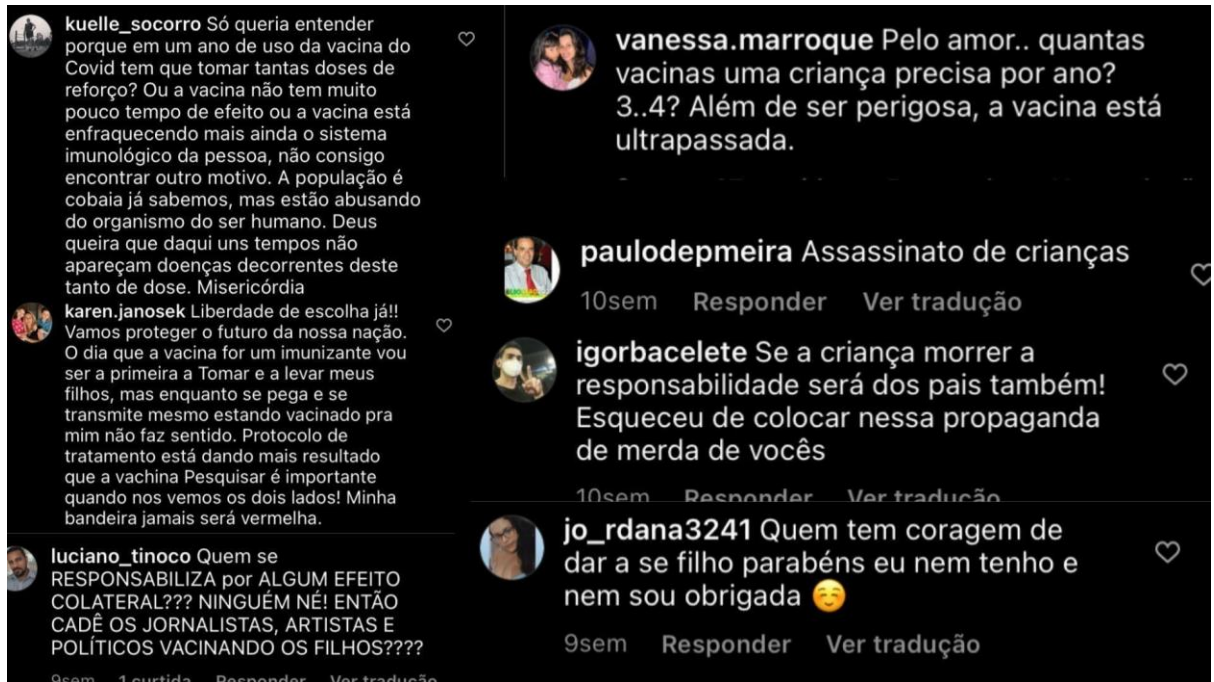 kuelle_socorro Só queria entender
porque em um ano de uso da vacina do
Covid tem que tomar tantas doses de
reforço? Ou a vacina não tem muito
pouco tempo de efeito ou a vacina está
enfraquecendo mais ainda o sistema
imunológico da pessoa, não consigo
encontrar outro motivo. A população é
cobaia já sabemos, mas estão abusando
do organismo do ser humano. Deus
queira que daqui uns tempos não
apareçam doenças decorrentes deste
tanto de dose. Misericórdia
karen.janosek Liberdade de escolha já!!
Vamos proteger o futuro da nossa nação.
O dia que a vacina for um imunizante vou
ser a primeira a Tomar e a levar meus
filhos, mas enquanto se pega e se
transmite mesmo estando vacinado pra
mim não faz sentido. Protocolo de
tratamento está dando mais resultado
que a vachina Pesquisar é importante
quando nos vemos os dois lados! Minha
bandeira jamais será vermelha.
luciano_tinoco Quem se
RESPONSABILIZA por ALGUM EFEITO
COLATERAL??? NINGUÉM NÉ! ENTÃO
CADÊ OS JORNALISTAS, ARTISTAS E
POLÍTICOS VACINANDO OS FILHOS????
9sem 1 curtida Responder Ver tradução
vanessa.marroque Pelo amor.. quantas
vacinas uma criança precisa por ano?
3..4? Além de ser perigosa, a vacina está
ultrapassada.
paulodepmeira Assassinato de crianças
10sem Responder Ver tradução
igorbacelete Se a criança morrer a
responsabilidade será dos pais também!
Esqueceu de colocar nessa propaganda
de merda de vocês
10sem Responder Ver tradução
jo_rdana3241 Quem tem coragem de
dar a se filho parabéns eu nem tenho e
nem sou obrigada ☺️
9sem Responder Ver tradução